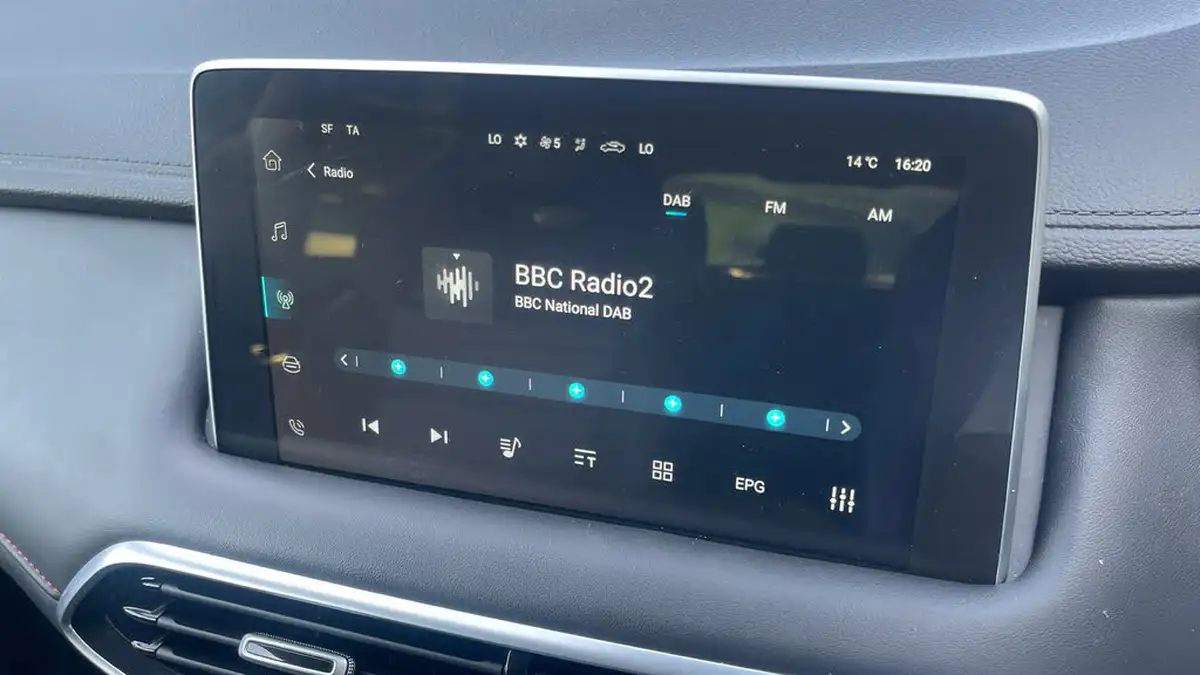 SF TA
LO 5 LO
14°C 16:20
Radio
DAB FM AM
BBC Radio2
BBC National DAB
EPG